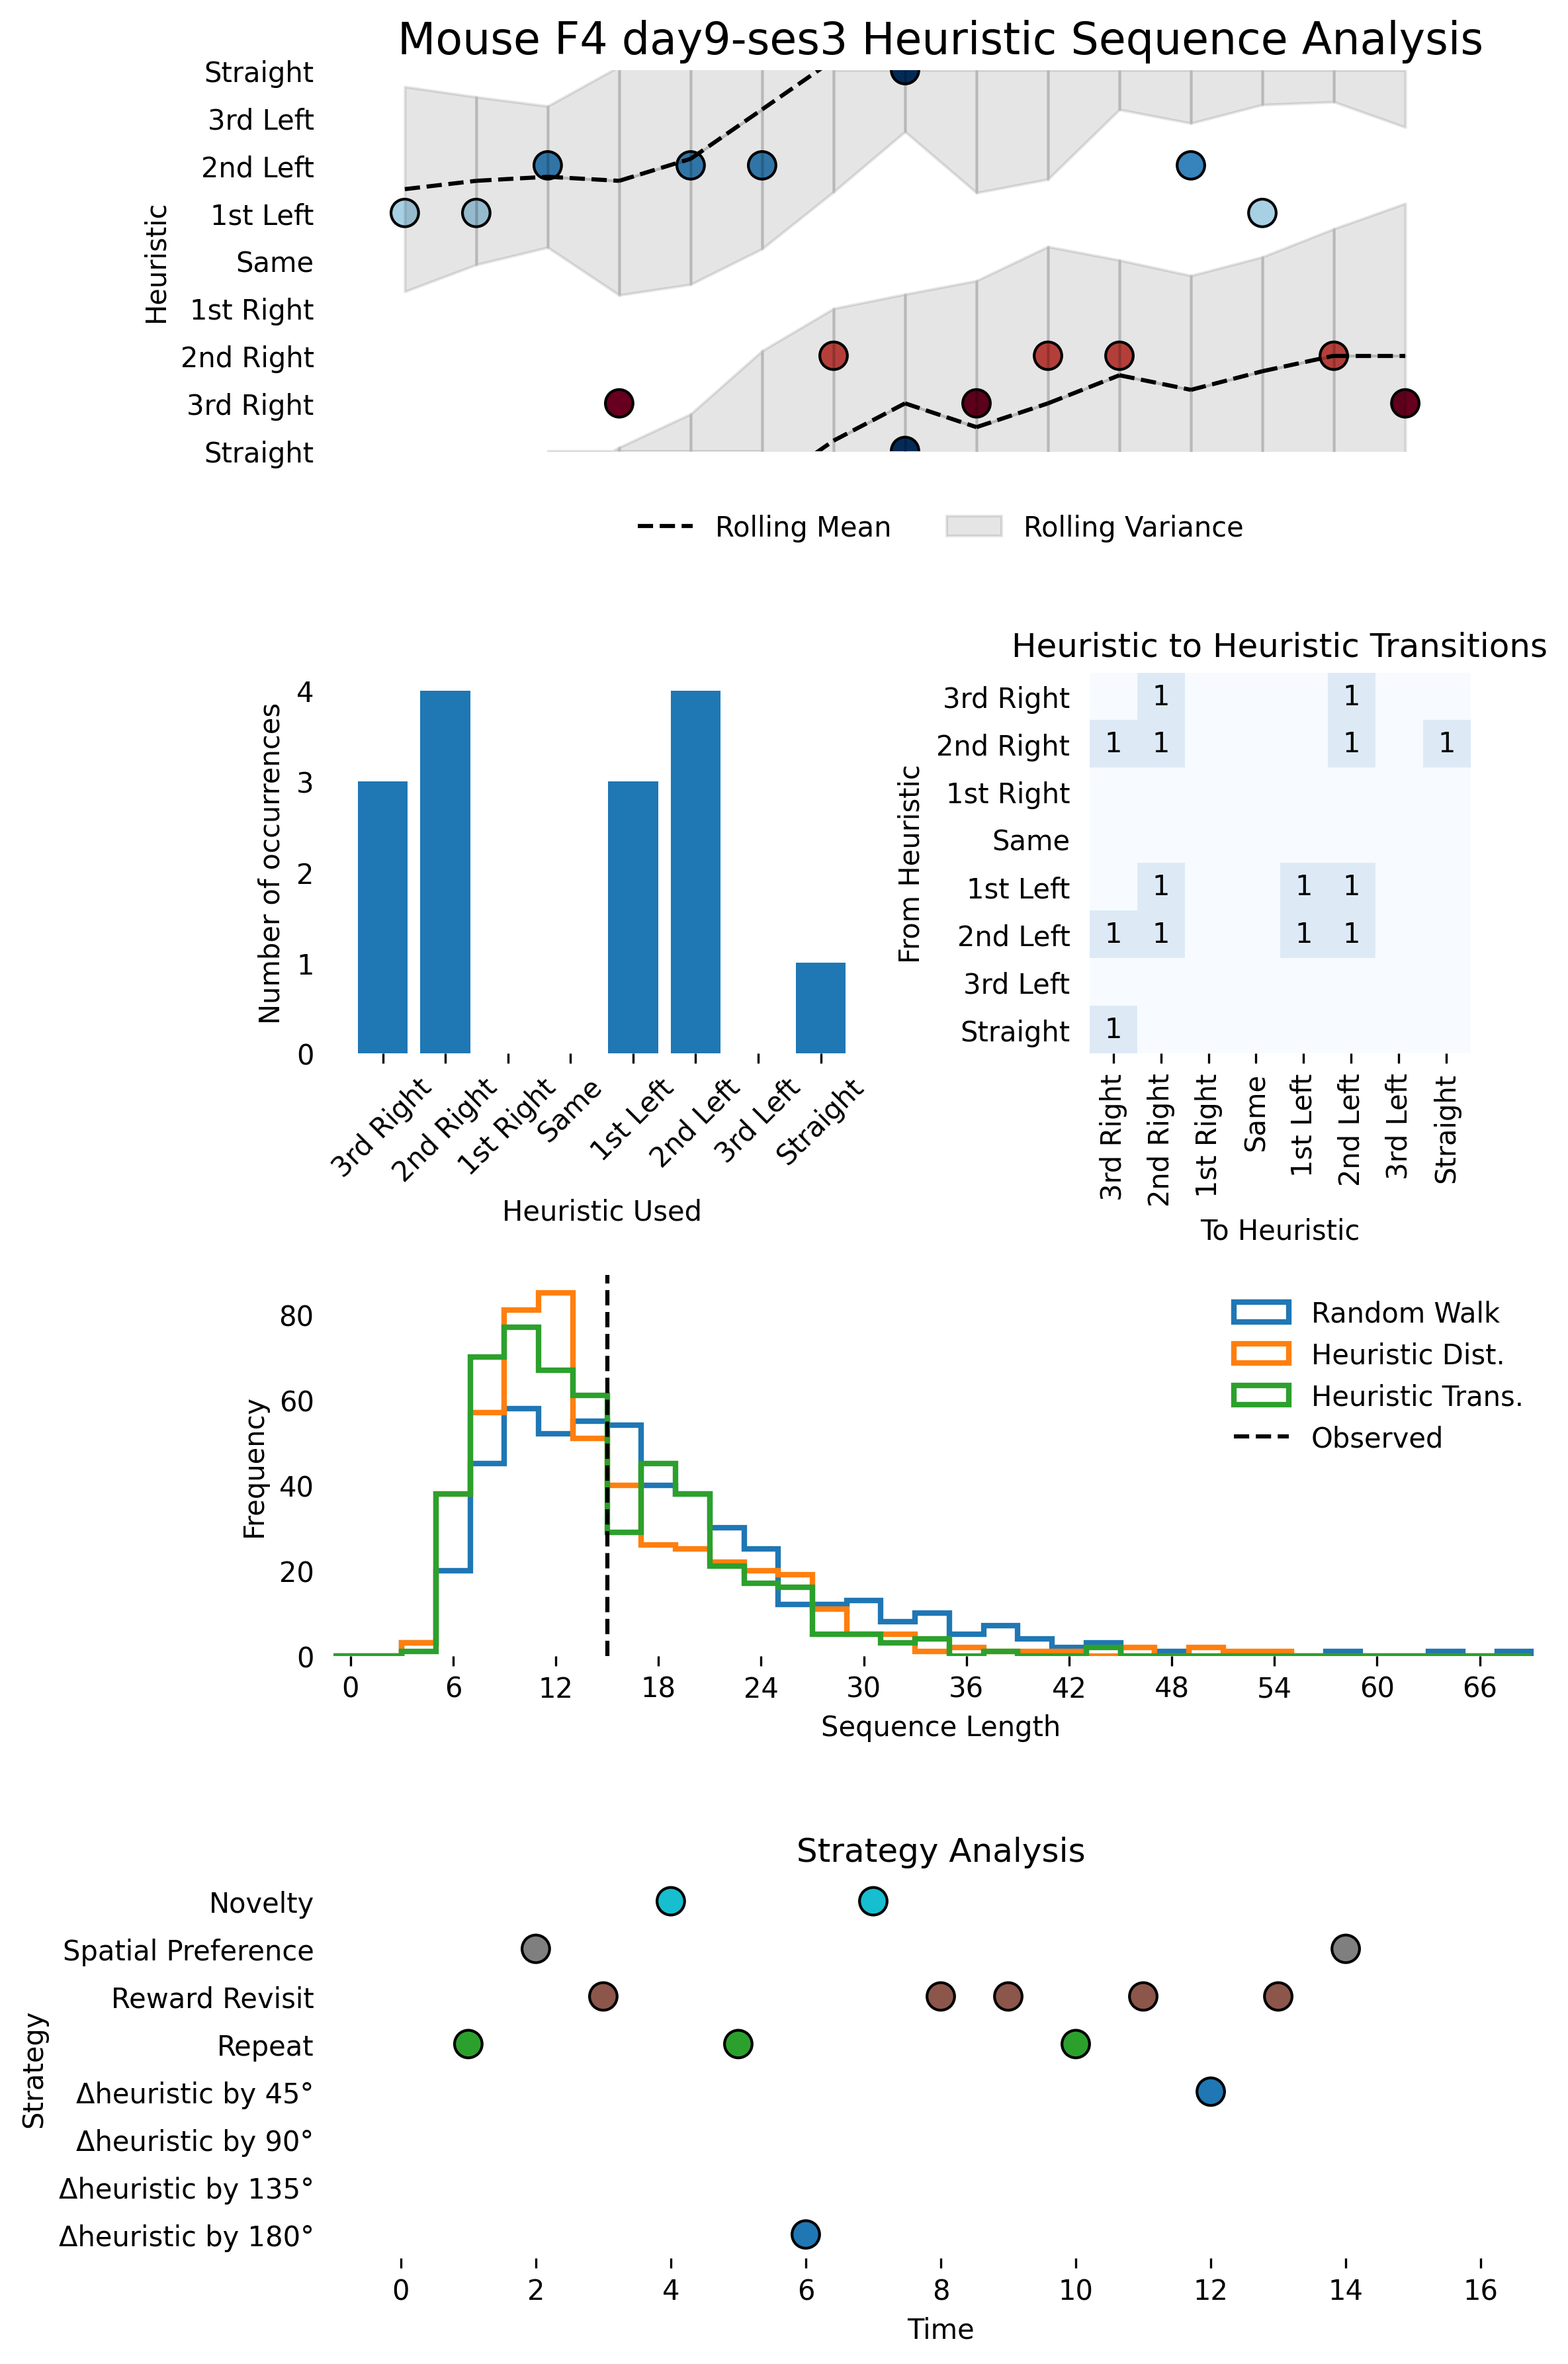 Mouse F4 day9-ses3 Heuristic Sequence Analysis
Straight
3rd Left
2nd Left
1st Left
Same
1st Right
2nd Right
3rd Right
Straight
Heuristic
Rolling Mean
Rolling Variance
4
3
2
1
0
Number of occurrences
3rd Right
2nd Right
1st Right
Same
1st Left
2nd Left
3rd Left
Straight
Heuristic Used
Heuristic to Heuristic Transitions
3rd Right 1 1
2nd Right 1 1 1 1
1st Right
Same
1st Left 1 1 1
2nd Left 1 1 1 1
3rd Left
Straight 1
From Heuristic
3rd Right
2nd Right
1st Right
Same
1st Left
2nd Left
3rd Left
Straight
To Heuristic
80
60
40
20
0
Frequency
Random Walk
Heuristic Dist.
Heuristic Trans.
Observed
0 6 12 18 24 30 36 42 48 54 60 66
Sequence Length
Strategy Analysis
Novelty
Spatial Preference
Reward Revisit
Repeat
Δheuristic by 45°
Δheuristic by 90°
Δheuristic by 135°
Δheuristic by 180°
Strategy
0 2 4 6 8 10 12 14 16
Time